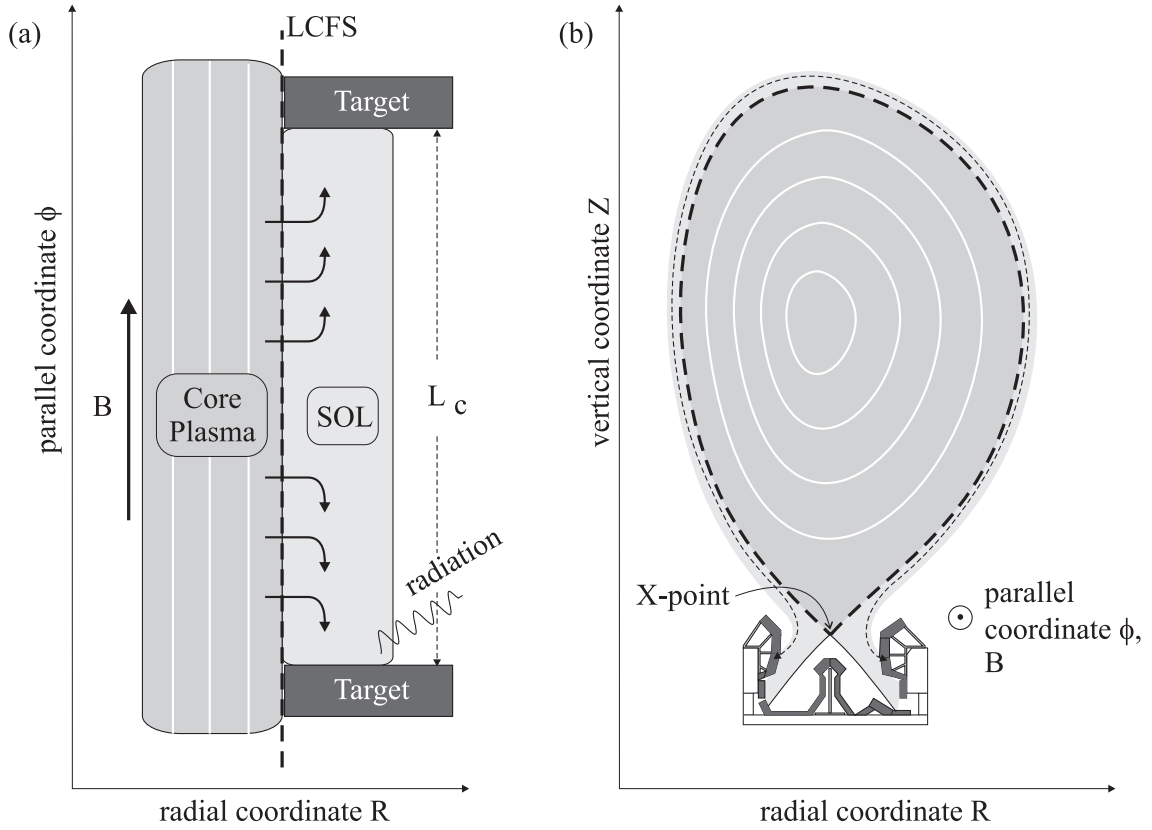 (a)
LCFS
Target
parallel coordinate ϕ
B
Core
Plasma
SOL
L c
radiation
Target
radial coordinate R
(b)
vertical coordinate Z
X-point
parallel
coordinate ϕ,
B
radial coordinate R